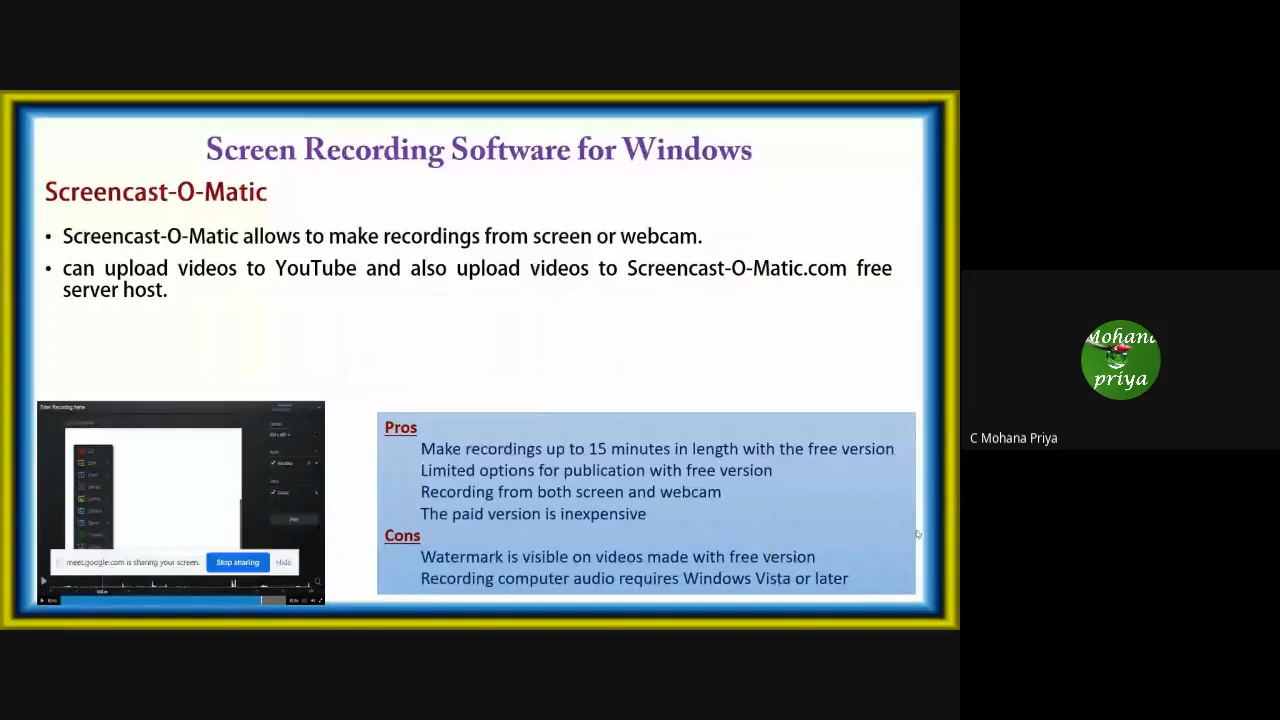 Screen Recording Software for Windows
Screencast-O-Matic
• Screencast-O-Matic allows to make recordings from screen or webcam.
• can upload videos to YouTube and also upload videos to Screencast-O-Matic.com free
server host.
Enter Recording Name
meet.google.com is sharing your screen.
Stop sharing
Hide
Pros
Make recordings up to 15 minutes in length with the free version
Limited options for publication with free version
Recording from both screen and webcam
The paid version is inexpensive
Cons
Watermark is visible on videos made with free version
Recording computer audio requires Windows Vista or later
Mohana
priya
C Mohana Priya